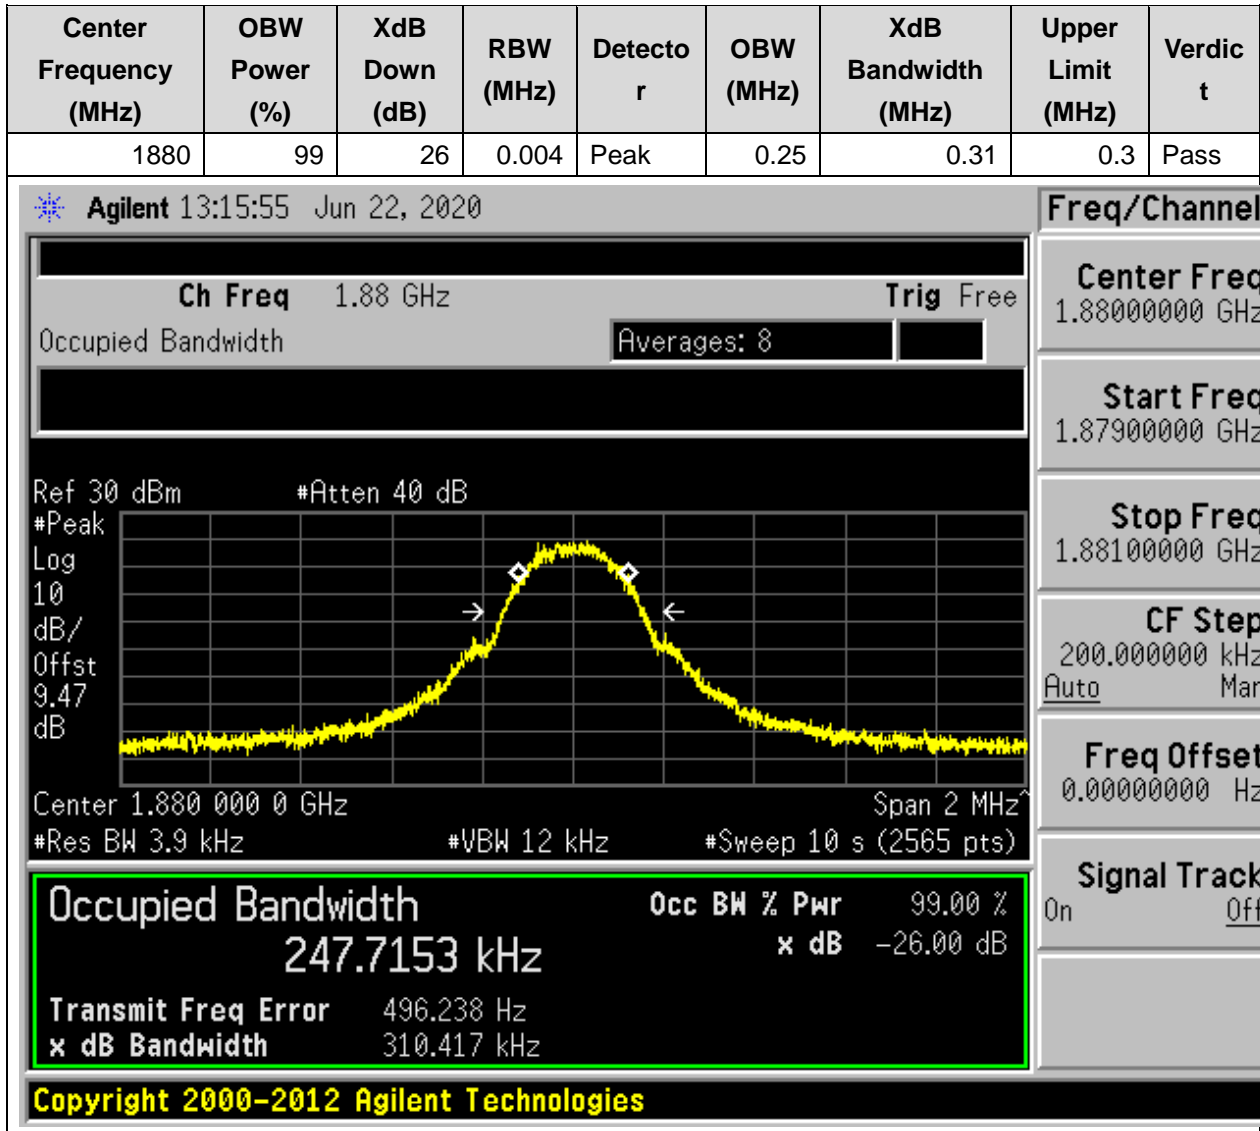 Center Frequency (MHz) OBW Power (%) XdB Down (dB) RBW (MHz) Detecto r OBW (MHz) XdB Bandwidth (MHz) Upper Limit (MHz) Verdic t
1880 99 26 0.004 Peak 0.25 0.31 0.3 Pass
Agilent 13:15:55 Jun 22, 2020
Freq/Channel
Ch Freq 1.88 GHz Trig Free
Occupied Bandwidth Averages: 8
Center Freq
1.88000000 GHz
Start Freq
1.87900000 GHz
Stop Freq
1.88100000 GHz
CF Step
200.000000 kHz
Auto Man
Freq Offset
0.00000000 Hz
Signal Track
On Off
Ref 30 dBm #Atten 40 dB
#Peak
Log
10
dB/
Offst
9.47
dB
Center 1.880 000 0 GHz Span 2 MHz^
#Res BW 3.9 kHz #VBW 12 kHz #Sweep 10 s (2565 pts)
Occupied Bandwidth Occ BW % Pwr 99.00 %
247.7153 kHz x dB -26.00 dB
Transmit Freq Error 496.238 Hz
x dB Bandwidth 310.417 kHz
Copyright 2000-2012 Agilent Technologies